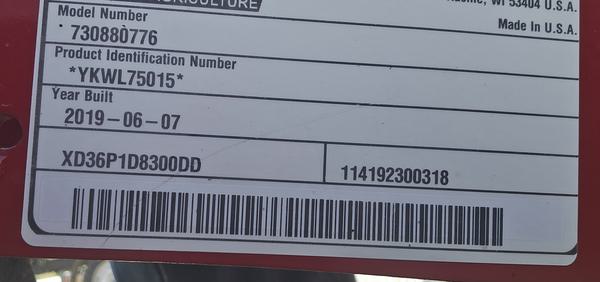 AGRICULTURE
Racine, WI 53404 U.S.A.
Made in U.S.A.
Model Number
730880776
Product Identification Number
*YKWL75015*
Year Built
2019-06-07
XD36P1D8300DD
114192300318